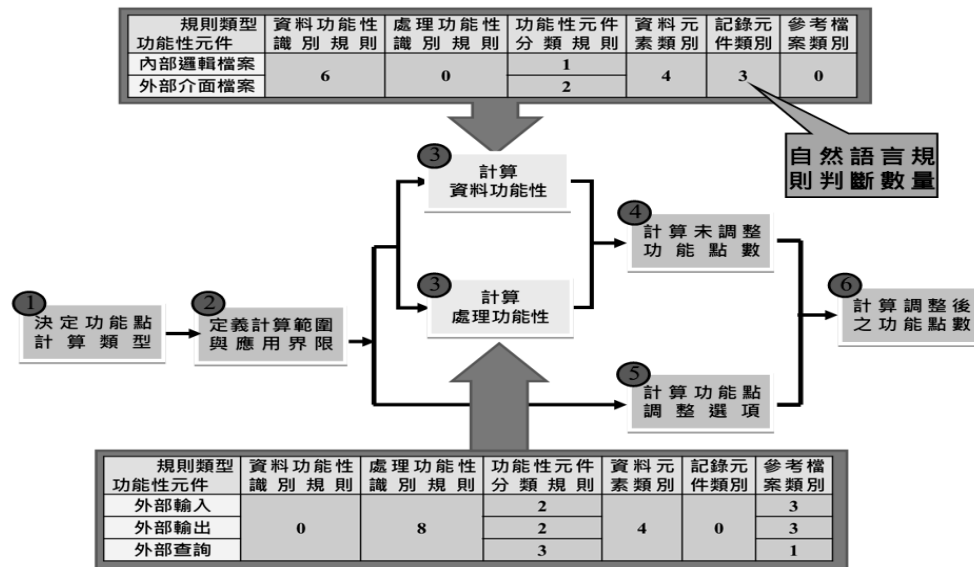 規則類型 資料功能性 處理功能性 功能性元件 資料元 記錄元 參考檔
功能性元件 識別規則 識別規則 分類規則 素類別 件類別 案類別
內部邏輯檔案 6 0 1 4 3 0
外部介面檔案 2
自然語言規
則判斷數量
3
計算
資料功能性
4
計算未調整
功能點數
3
計算
處理功能性
1
決定功能點
計算類型
2
定義計算範圍
與應用界限
6
計算調整後
之功能點數
5
計算功能點
調整選項
規則類型 資料功能性 處理功能性 功能性元件 資料元 記錄元 參考檔
功能性元件 識別規則 識別規則 分類規則 素類別 件類別 案類別
外部輸入 2 3
外部輸出 0 8 2 4 0 3
外部查詢 3 1